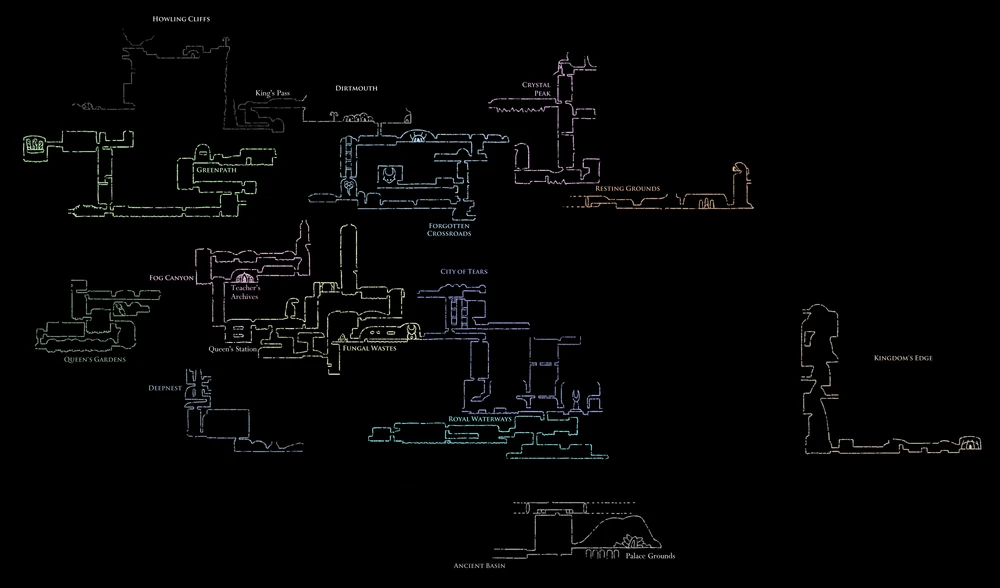 HOWLING CLIFFS
King's Pass
DIRTMOUTH
CRYSTAL
PEAK
GREENPATH
RESTING GROUNDS
FORGOTTEN
CROSSROADS
FOG CANYON
Teacher's
Archives
CITY OF TEARS
QUEEN'S GARDENS
Queen's Station
FUNGAL WASTES
KINGDOM'S EDGE
DEEPNEST
ROYAL WATERWAYS
ANCIENT BASIN
Palace Grounds